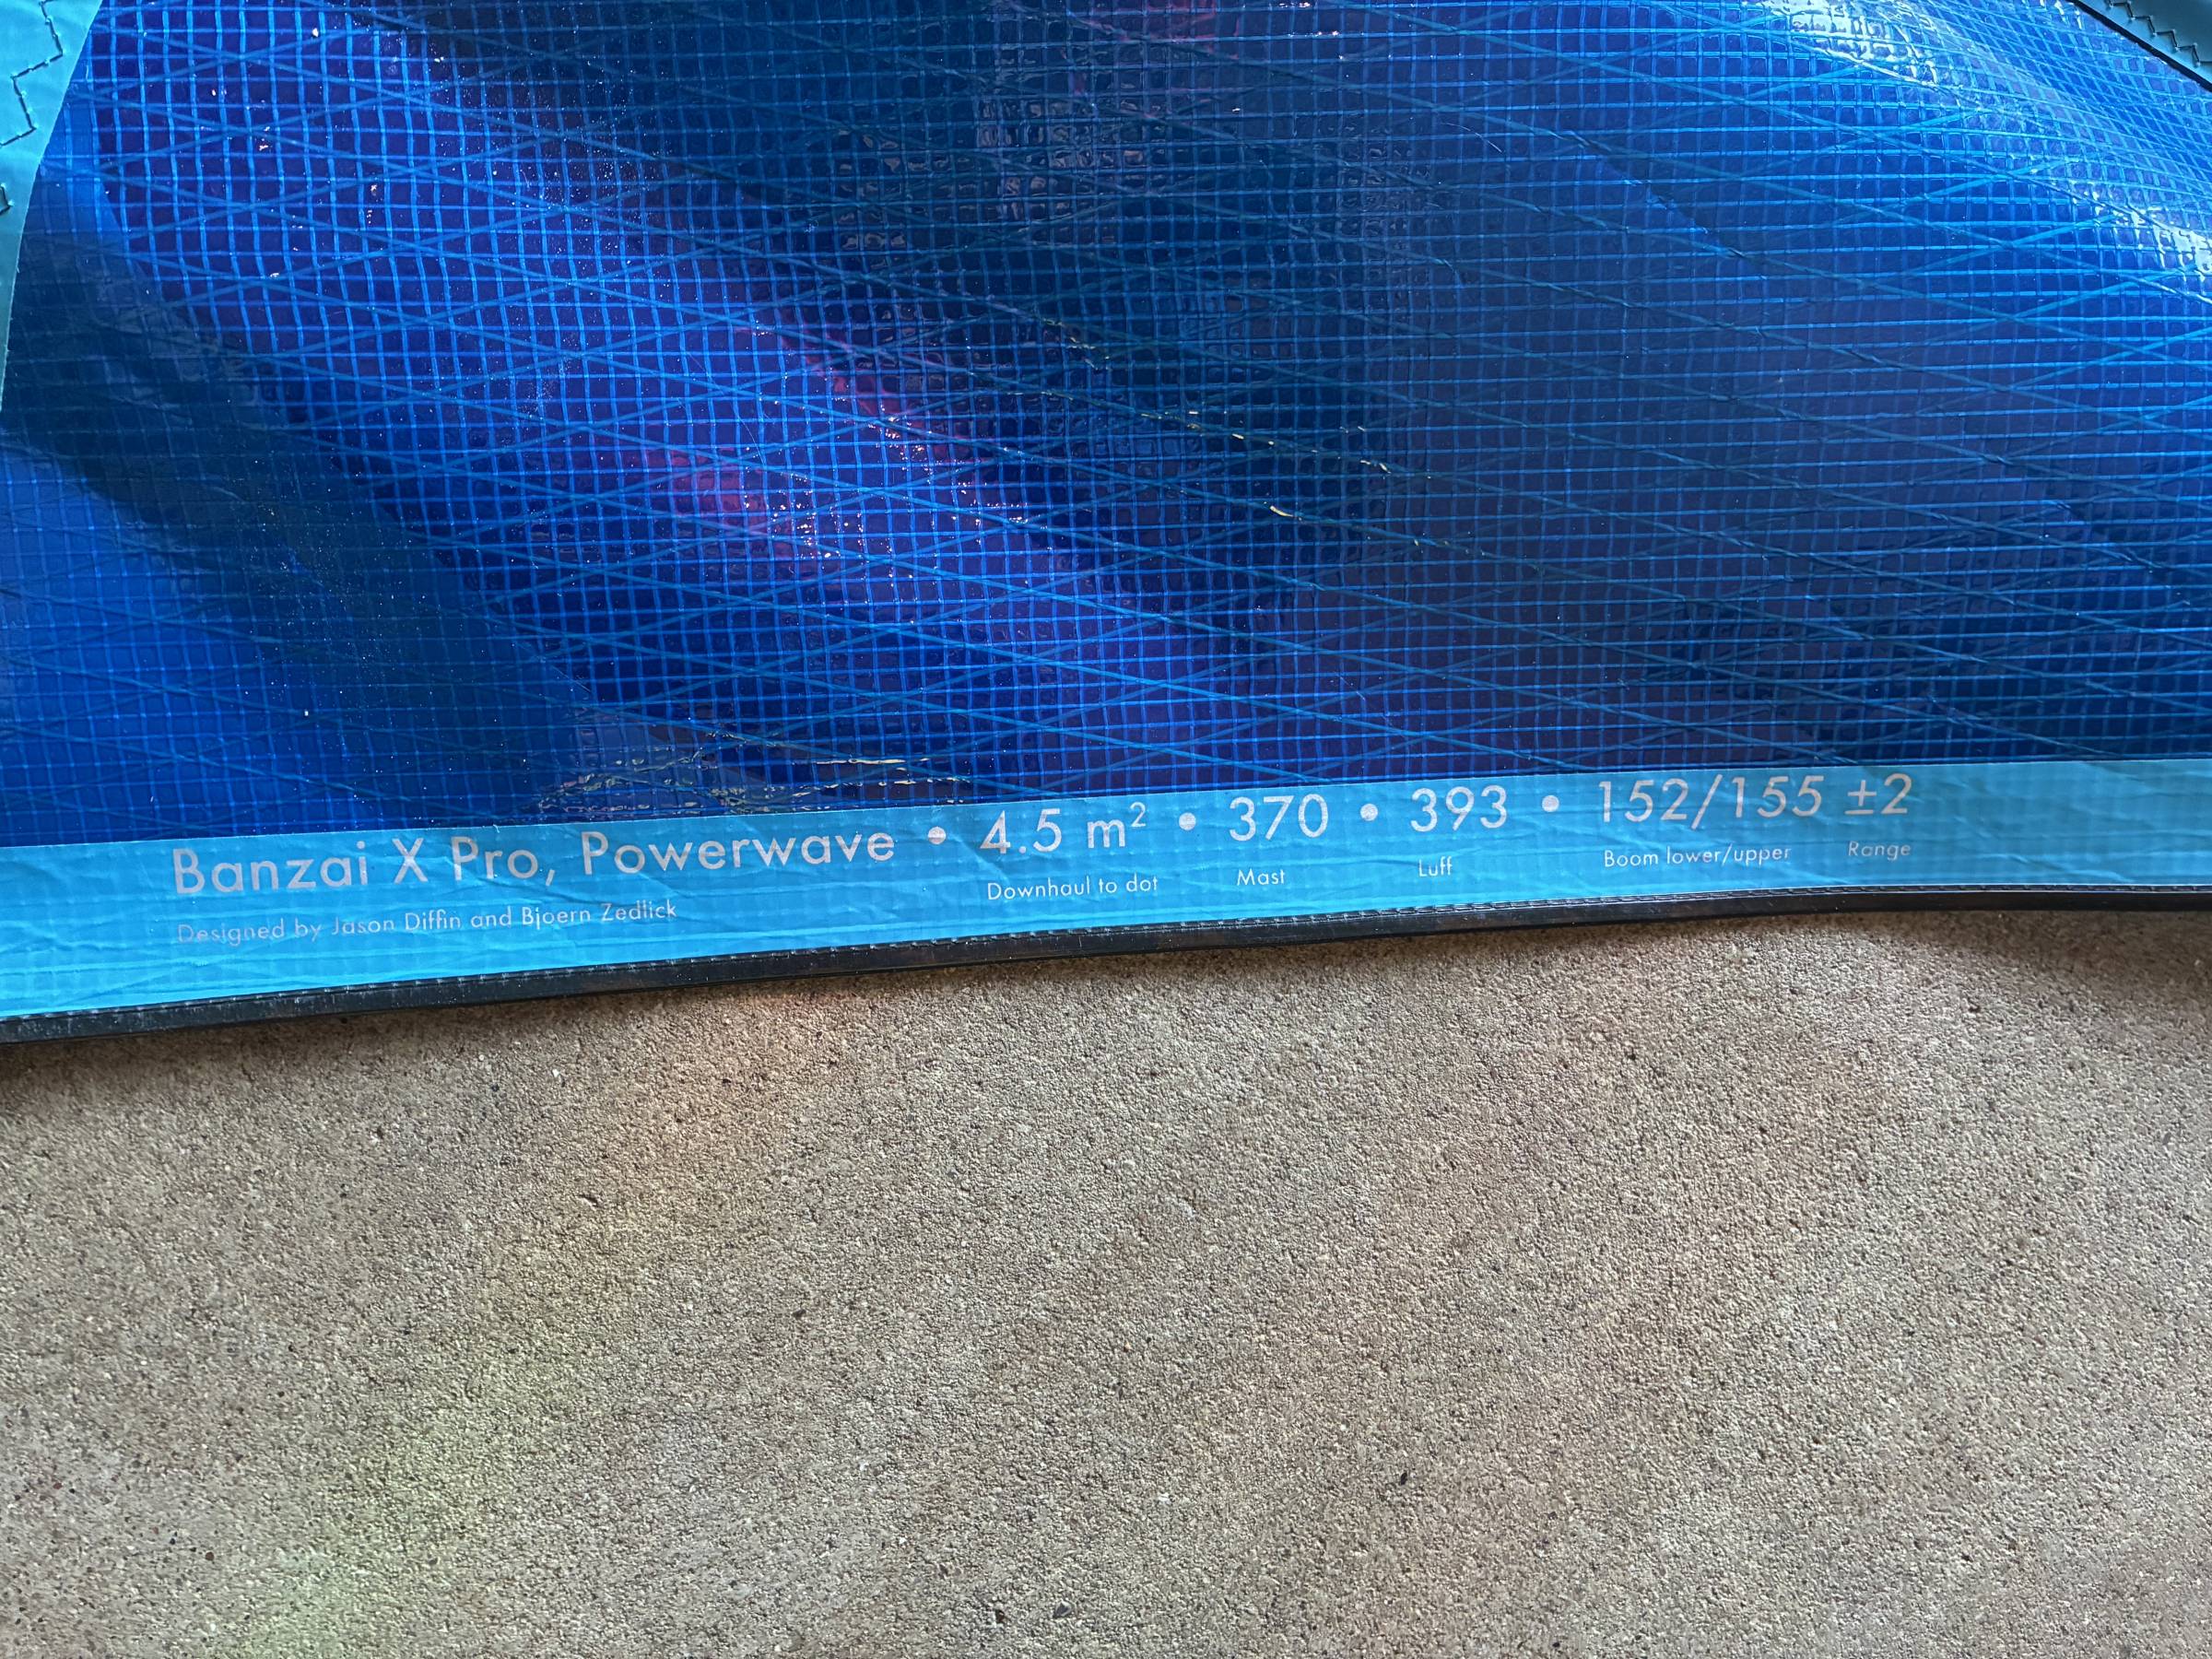 Banzai X Pro, Powerwave • 4.5 m² • 370 • 393 • 152/155 ±2
Downhaul to dot Mast Luff Boom lower/upper Range
Designed by Jason Diffin and Bjoern Zedlick